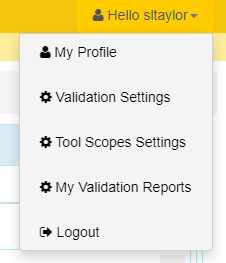 Hello sltaylor
My Profile
Validation Settings
Tool Scopes Settings
My Validation Reports
Logout